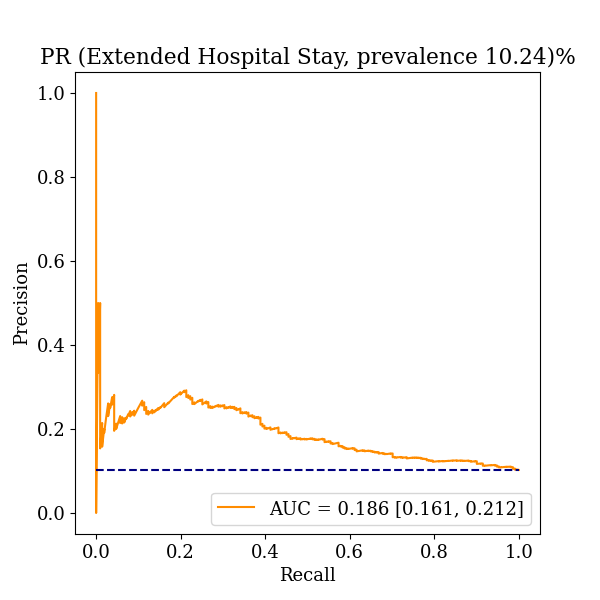 PR (Extended Hospital Stay, prevalence 10.24)%
1.0
0.8
0.6
0.4
0.2
0.0
Precision
AUC = 0.186 [0.161, 0.212]
0.0 0.2 0.4 0.6 0.8 1.0
Recall